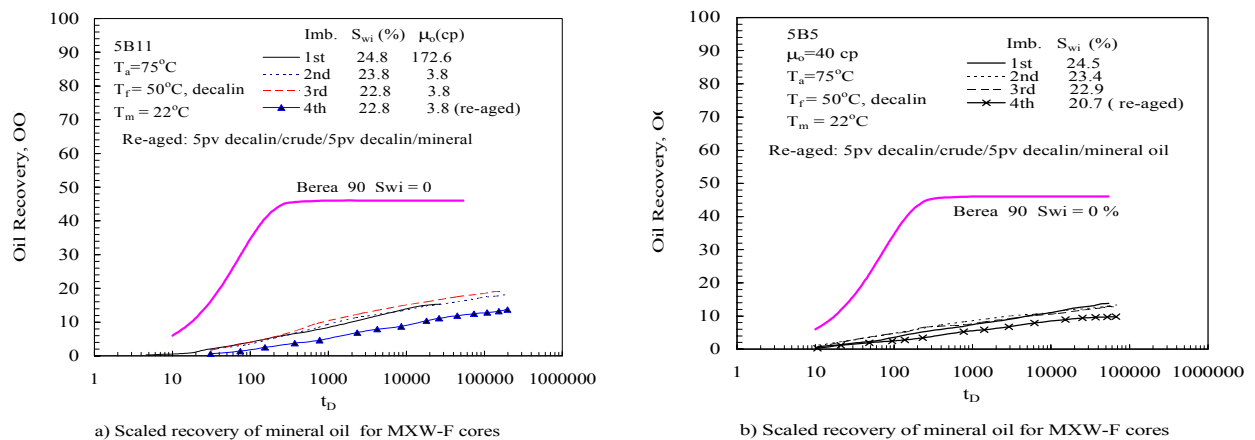 100
90
80
70
60
50
40
30
20
10
0
Oil Recovery, OO
5B11
Tₐ=75°C
T_f = 50°C, decalin
Tₘ = 22°C
Imb. S_wi (%) μₒ(cp)
1st 24.8 172.6
2nd 23.8 3.8
3rd 22.8 3.8
4th 22.8 3.8 (re-aged)
Re-aged: 5pv decalin/crude/5pv decalin/mineral
Berea 90 Swi = 0
1 10 100 1000 10000 100000 1000000
t_D
a) Scaled recovery of mineral oil for MXW-F cores
100
90
80
70
60
50
40
30
20
10
0
Oil Recovery, O(
5B5
μₒ=40 cp
Tₐ=75°C
T_f = 50°C, decalin
Tₘ = 22°C
Imb. S_wi (%)
1st 24.5
2nd 23.4
3rd 22.9
4th 20.7 ( re-aged)
Re-aged: 5pv decalin/crude/5pv decalin/mineral oil
Berea 90 Swi = 0 %
1 10 100 1000 10000 100000 1000000
t_D
b) Scaled recovery of mineral oil for MXW-F cores